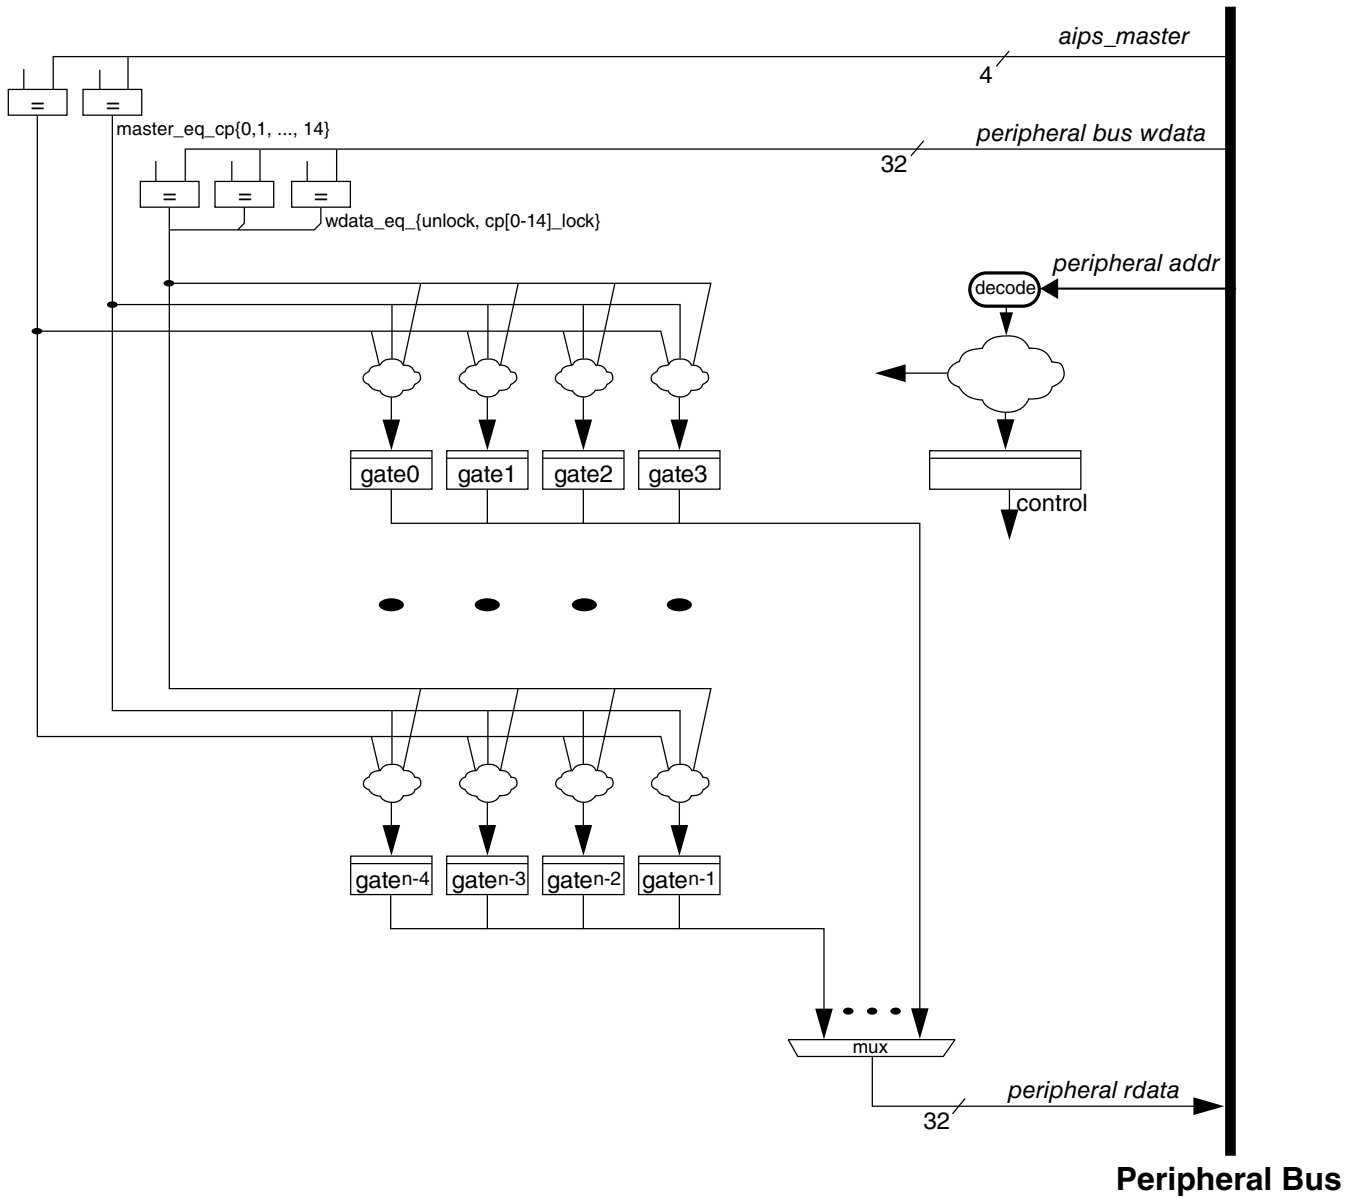 aips_master
4
= =
master_eq_cp{0,1, ..., 14}
peripheral bus wdata
32
= = =
wdata_eq_{unlock, cp[0-14]_lock}
peripheral addr
decode
gate0 gate1 gate2 gate3
control
gaten-4 gaten-3 gaten-2 gaten-1
mux
peripheral rdata
32
Peripheral Bus